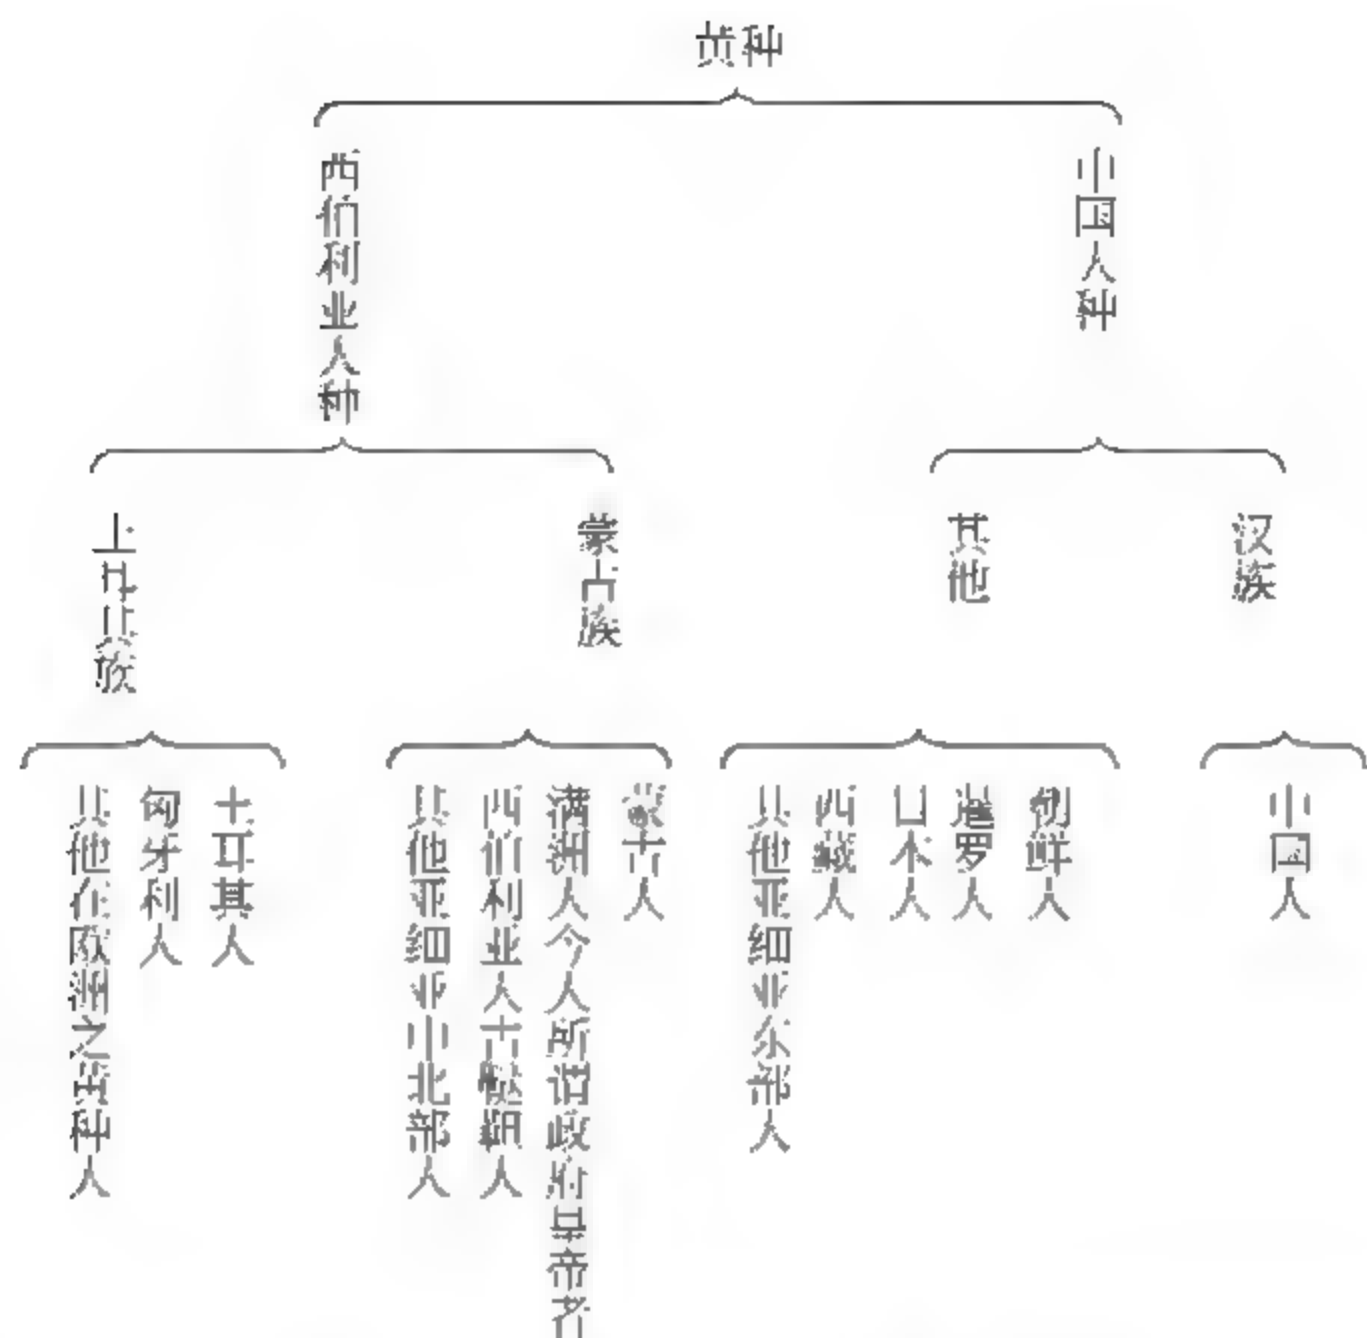 黄种
西伯利亚人种
中国人种
土耳其族
蒙古族
其他
汉族
其他在欧洲之黄种人
匈牙利人
土耳其人
其他亚细亚中北部人
西伯利亚人古鞑靼人
满洲人今人所谓政府皇帝者
蒙古人
其他亚细亚东部人
西藏人
日本人
暹罗人
朝鲜人
中国人